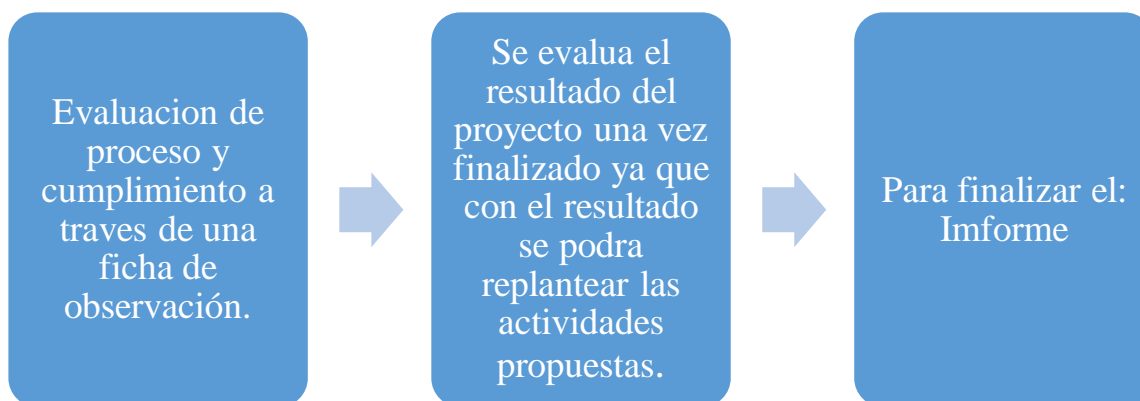 Evaluacion de
proceso y
cumplimiento a
traves de una
ficha de
observación.
Se evalua el
resultado del
proyecto una vez
finalizado ya que
con el resultado
se podra
replantear las
actividades
propuestas.
Para finalizar el:
Imforme